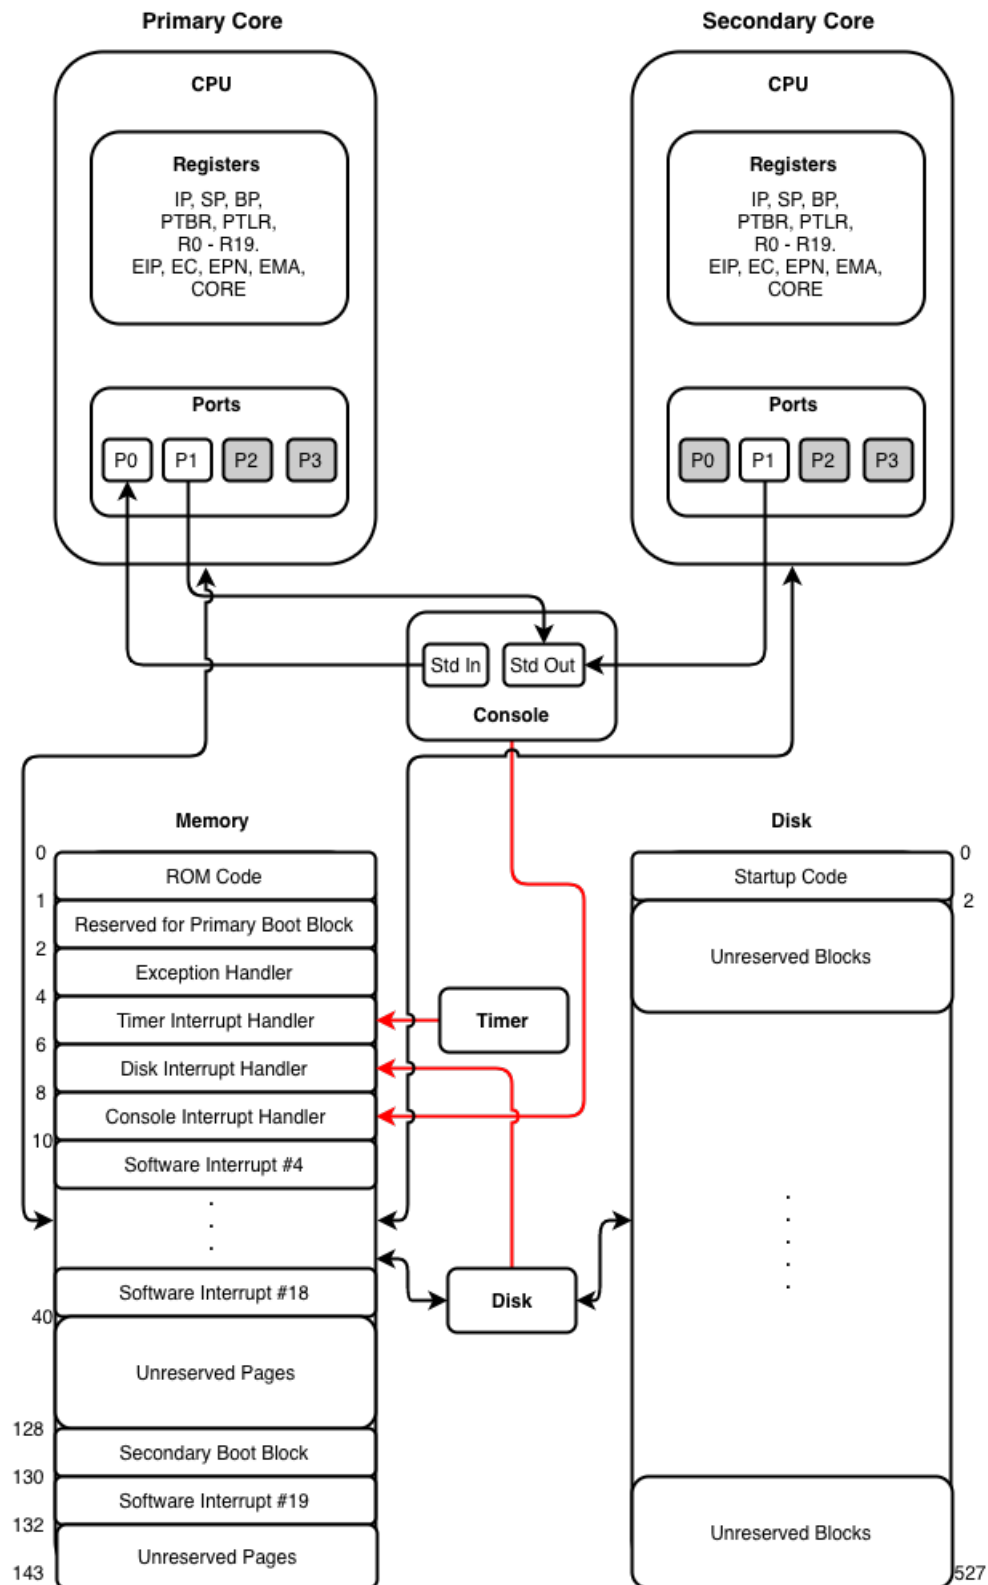 Primary Core
Secondary Core
CPU
Registers
IP, SP, BP,
PTBR, PTLR,
R0 - R19.
EIP, EC, EPN, EMA,
CORE
Ports
P0 P1 P2 P3
CPU
Registers
IP, SP, BP,
PTBR, PTLR,
R0 - R19.
EIP, EC, EPN, EMA,
CORE
Ports
P0 P1 P2 P3
Std In Std Out
Console
Memory
0
ROM Code
1
Reserved for Primary Boot Block
2
Exception Handler
4
Timer Interrupt Handler
6
Disk Interrupt Handler
8
Console Interrupt Handler
10
Software Interrupt #4
.
.
.
Software Interrupt #18
40
Unreserved Pages
128
Secondary Boot Block
130
Software Interrupt #19
132
Unreserved Pages
143
Timer
Disk
Disk
0
Startup Code
2
Unreserved Blocks
.
.
.
.
.
Unreserved Blocks
527